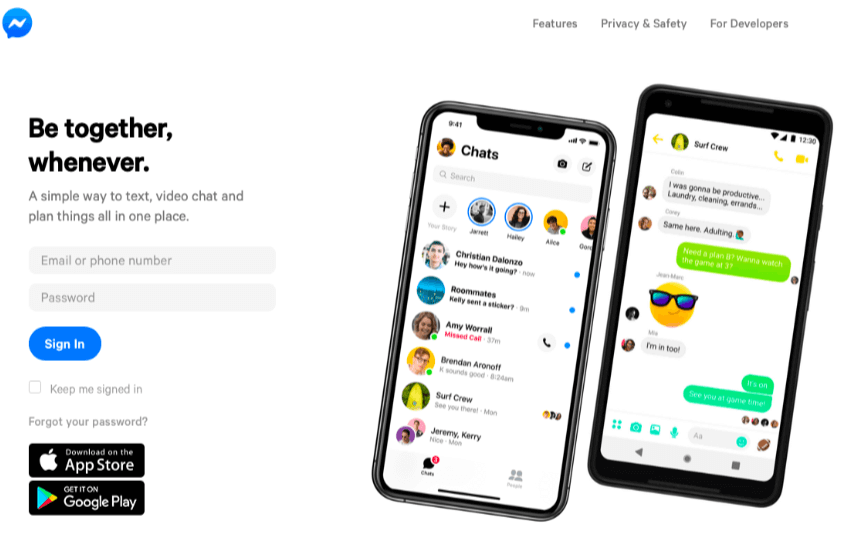 Features
Privacy & Safety
For Developers
Be together,
whenever.
A simple way to text, video chat and
plan things all in one place.
Email or phone number
Password
Sign In
Keep me signed in
Forgot your password?
Download on the
App Store
GET IT ON
Google Play
9:41
Chats
Search
Your Story
Jarrett
Hailey
Alice
Christian Dalonzo
Hey how's it going? · now
Roommates
Kelly sent a sticker? · 9m
Amy Worrall
Missed Call · 37m
Brendan Aronoff
K sounds good · 8:24am
Surf Crew
See you there! · Mon
Jeremy, Kerry
Nice · Mon
3
Chats
People
12:30
Surf Crew
Colin
I was gonna be productive...
Laundry, cleaning, errands...
Corey
Same here. Adulting.
Need a plan B? Wanna watch
the game at 3?
Jean-Marc
Mia
I'm in too!
It's on
See you at game time!
Aa